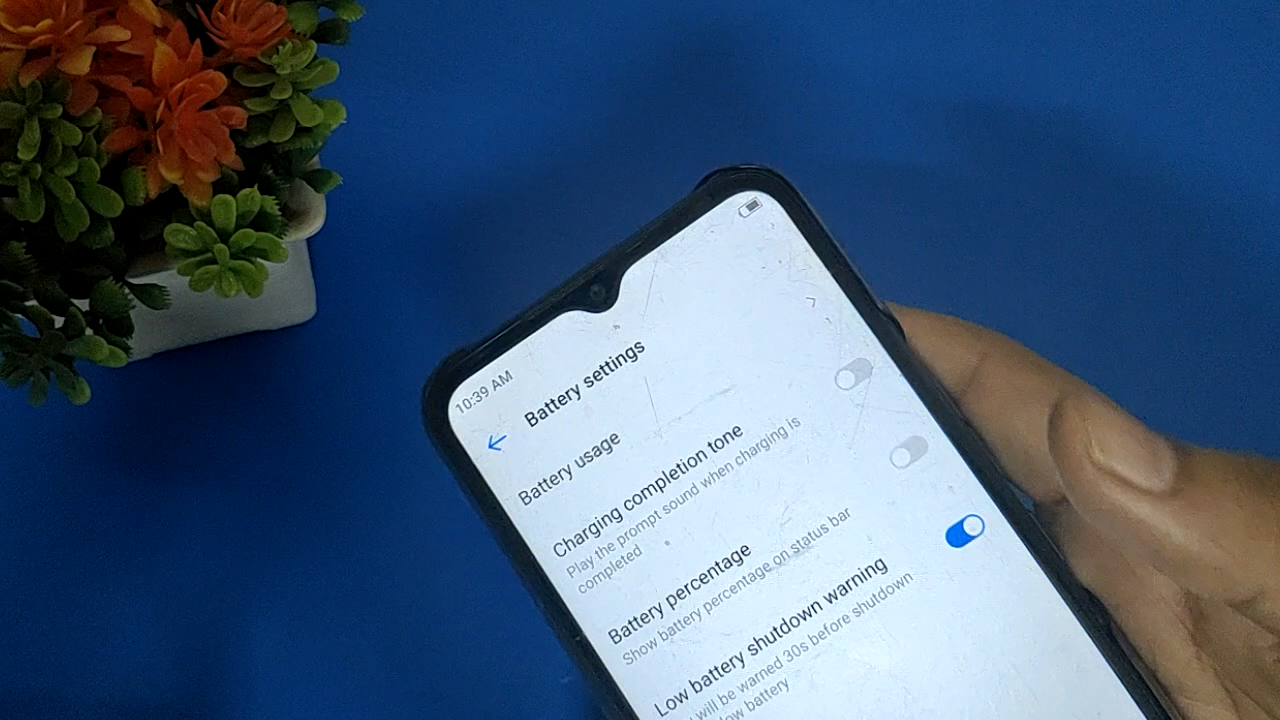 10:39 AM
Battery settings
Battery usage
Charging completion tone
Play the prompt sound when charging is
completed
Battery percentage
Show battery percentage on status bar
Low battery shutdown warning
will be warned 30s before shutdown
low battery